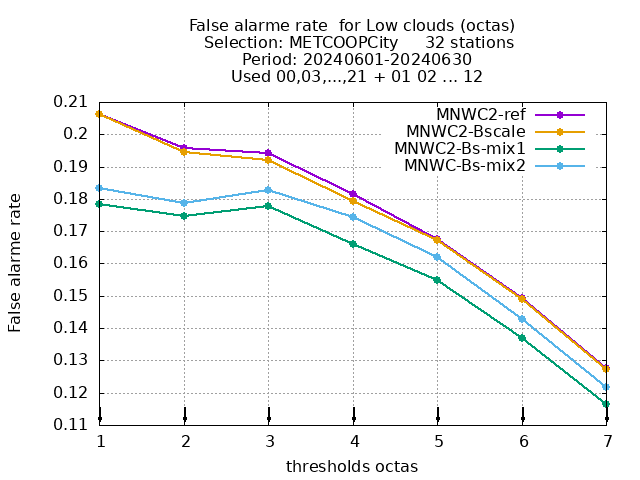 False alarme rate  for Low clouds (octas)
Selection: METCOOPCity     32 stations
Period: 20240601-20240630
Used 00,03,...,21 + 01 02 ... 12
MNWC2-ref
MNWC2-Bscale
MNWC2-Bs-mix1
MNWC-Bs-mix2
False alarme rate
0.21
0.2
0.19
0.18
0.17
0.16
0.15
0.14
0.13
0.12
0.11
1 2 3 4 5 6 7
thresholds octas